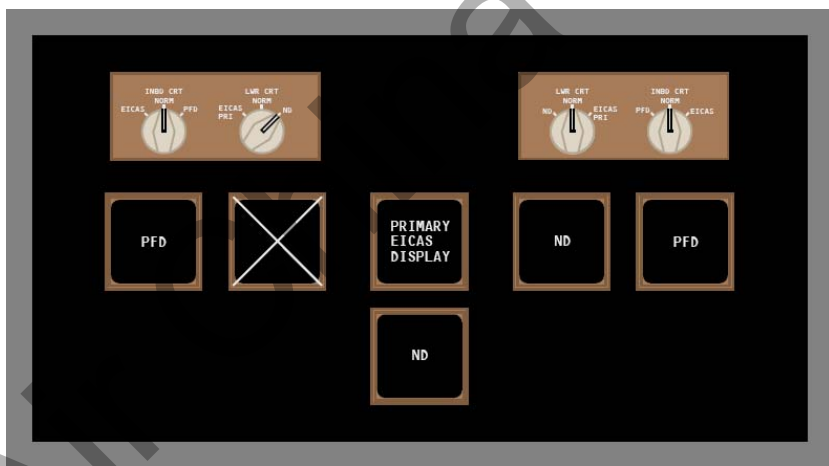 INBD CRT
NORM
EICAS
PFD
LWR CRT
NORM
EICAS
PRI
ND
LWR CRT
NORM
ND
EICAS
PRI
INBD CRT
NORM
PFD
EICAS
PFD
PRIMARY
EICAS
DISPLAY
ND
PFD
ND